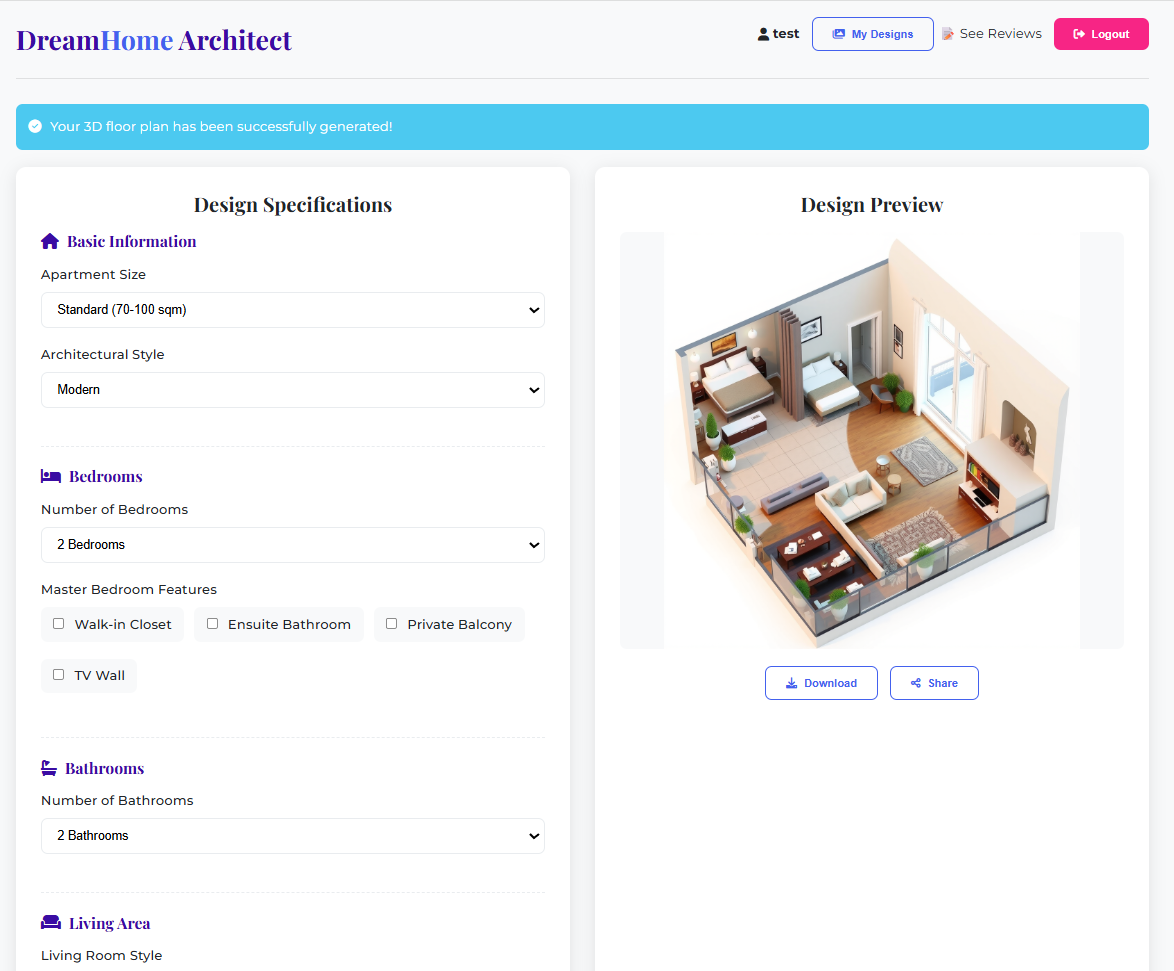 DreamHome Architect
test
My Designs
See Reviews
Logout
Your 3D floor plan has been successfully generated!
Design Specifications
Basic Information
Apartment Size
Standard (70-100 sqm)
Architectural Style
Modern
Bedrooms
Number of Bedrooms
2 Bedrooms
Master Bedroom Features
Walk-in Closet
Ensuite Bathroom
Private Balcony
TV Wall
Bathrooms
Number of Bathrooms
2 Bathrooms
Living Area
Living Room Style
Design Preview
Download
Share